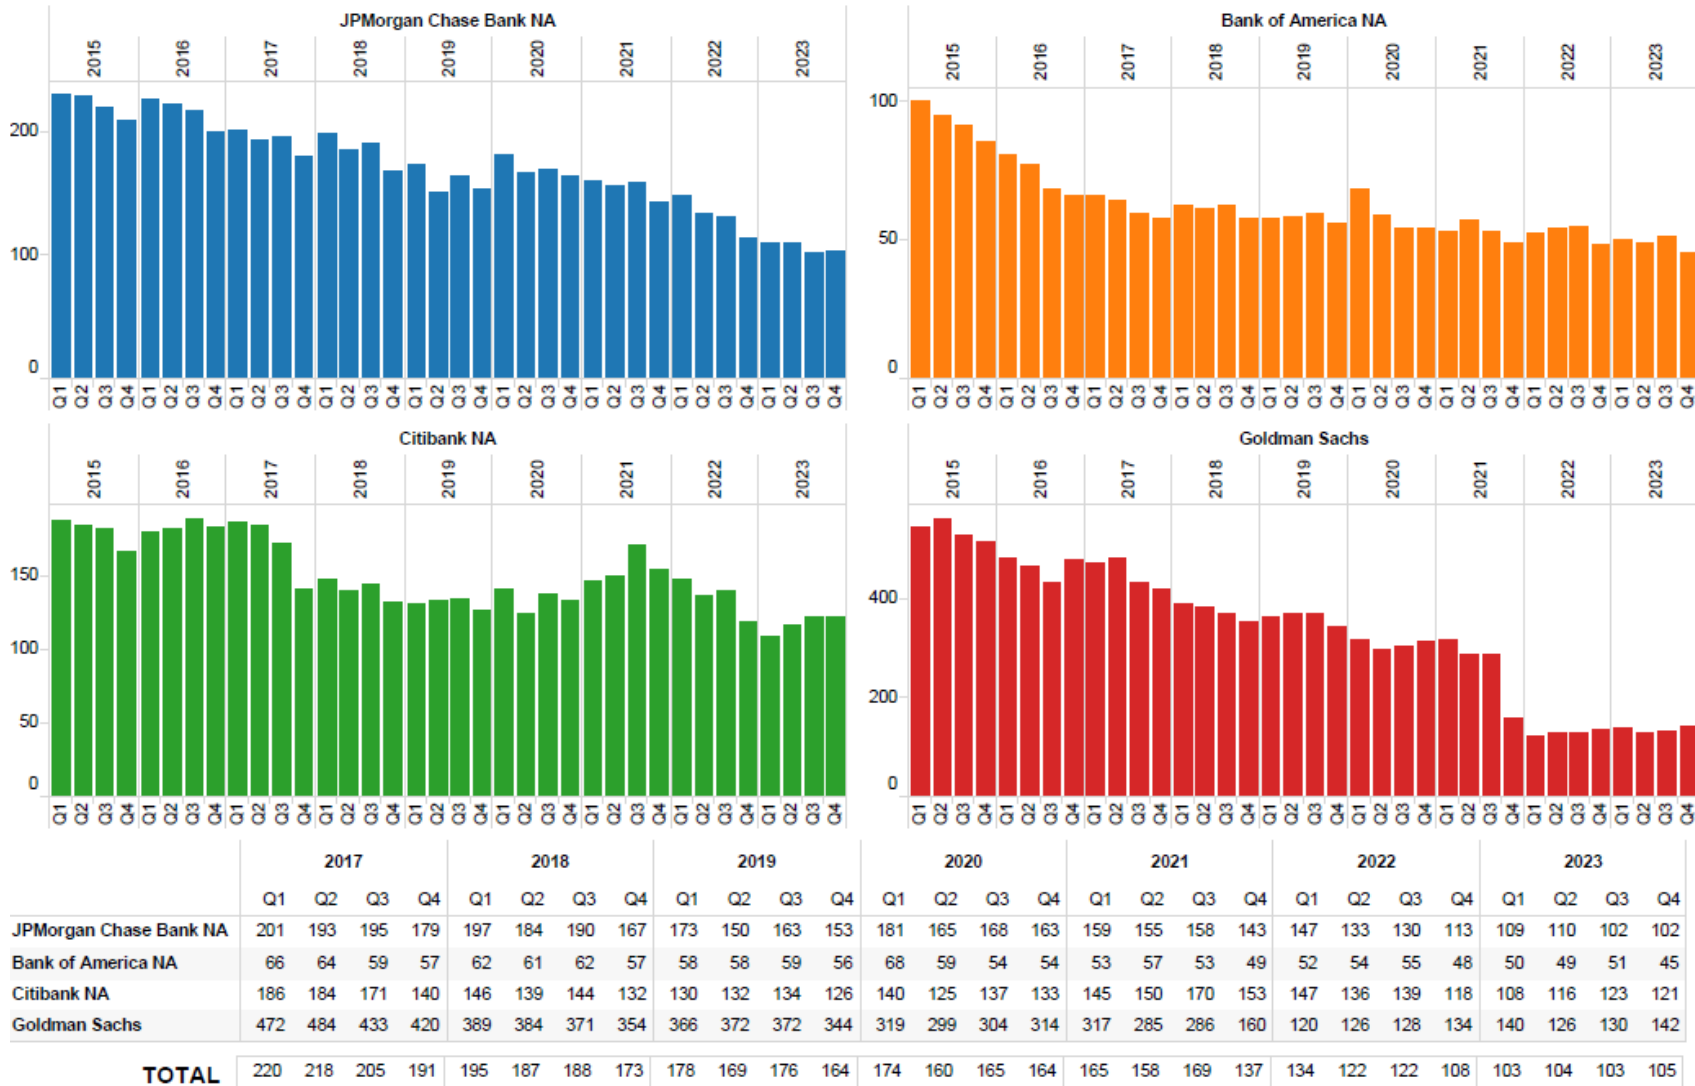 JPMorgan Chase Bank NA
2015 2016 2017 2018 2019 2020 2021 2022 2023
200
100
0
Q1 Q2 Q3 Q4 Q1 Q2 Q3 Q4 Q1 Q2 Q3 Q4 Q1 Q2 Q3 Q4 Q1 Q2 Q3 Q4 Q1 Q2 Q3 Q4 Q1 Q2 Q3 Q4 Q1 Q2 Q3 Q4 Q1 Q2 Q3 Q4
Bank of America NA
2015 2016 2017 2018 2019 2020 2021 2022 2023
100
50
0
Q1 Q2 Q3 Q4 Q1 Q2 Q3 Q4 Q1 Q2 Q3 Q4 Q1 Q2 Q3 Q4 Q1 Q2 Q3 Q4 Q1 Q2 Q3 Q4 Q1 Q2 Q3 Q4 Q1 Q2 Q3 Q4 Q1 Q2 Q3 Q4
Citibank NA
2015 2016 2017 2018 2019 2020 2021 2022 2023
150
100
50
0
Q1 Q2 Q3 Q4 Q1 Q2 Q3 Q4 Q1 Q2 Q3 Q4 Q1 Q2 Q3 Q4 Q1 Q2 Q3 Q4 Q1 Q2 Q3 Q4 Q1 Q2 Q3 Q4 Q1 Q2 Q3 Q4 Q1 Q2 Q3 Q4
Goldman Sachs
2015 2016 2017 2018 2019 2020 2021 2022 2023
400
200
0
Q1 Q2 Q3 Q4 Q1 Q2 Q3 Q4 Q1 Q2 Q3 Q4 Q1 Q2 Q3 Q4 Q1 Q2 Q3 Q4 Q1 Q2 Q3 Q4 Q1 Q2 Q3 Q4 Q1 Q2 Q3 Q4 Q1 Q2 Q3 Q4
2017 2018 2019 2020 2021 2022 2023
Q1 Q2 Q3 Q4 Q1 Q2 Q3 Q4 Q1 Q2 Q3 Q4 Q1 Q2 Q3 Q4 Q1 Q2 Q3 Q4 Q1 Q2 Q3 Q4 Q1 Q2 Q3 Q4
JPMorgan Chase Bank NA 201 193 195 179 197 184 190 167 173 150 163 153 181 165 168 163 159 155 158 143 147 133 130 113 109 110 102 102
Bank of America NA 66 64 59 57 62 61 62 57 58 58 59 56 68 59 54 54 53 57 53 49 52 54 55 48 50 49 51 45
Citibank NA 186 184 171 140 146 139 144 132 130 132 134 126 140 125 137 133 145 150 170 153 147 136 139 118 108 116 123 121
Goldman Sachs 472 484 433 420 389 384 371 354 366 372 372 344 319 299 304 314 317 285 286 160 120 126 128 134 140 126 130 142
TOTAL 220 218 205 191 195 187 188 173 178 169 176 164 174 160 165 164 165 158 169 137 134 122 122 108 103 104 103 105